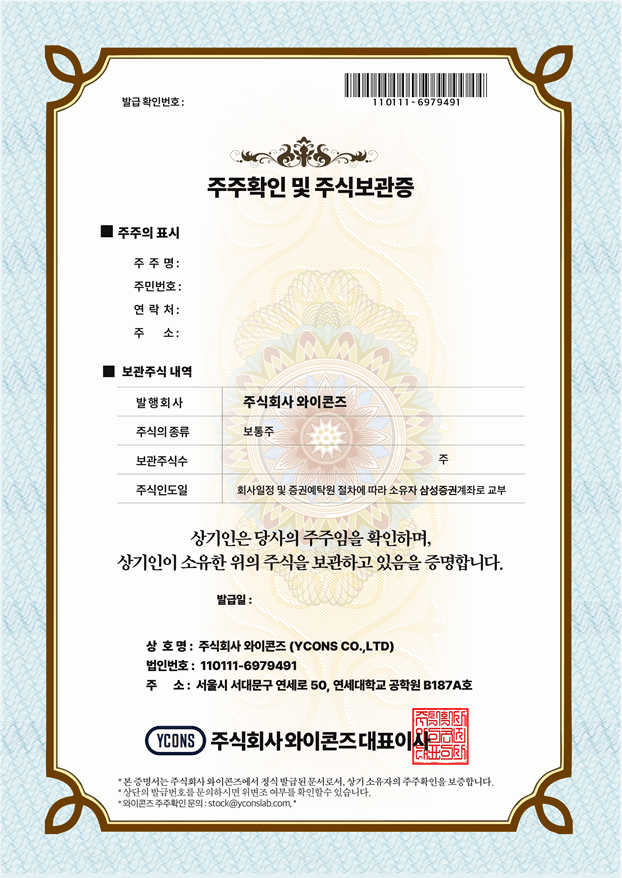 발급 확인번호 :
110111-6979491
주주확인 및 주식보관증
■ 주주의 표시
주 주 명 :
주민번호 :
연 락 처 :
주 소 :
■ 보관주식 내역
발행회사 주식회사 와이콘즈
주식의 종류 보통주
보관주식수 주
주식인도일 회사일정 및 증권예탁원 절차에 따라 소유자 삼성증권계좌로 교부
상기인은 당사의 주주임을 확인하며,
상기인이 소유한 위의 주식을 보관하고 있음을 증명합니다.
발급일 :
상 호 명 : 주식회사 와이콘즈 (YCONS CO.,LTD)
법인번호 : 110111-6979491
주 소 : 서울시 서대문구 연세로 50, 연세대학교 공학원 B187A호
YCONS 주식회사 와이콘즈 대표이사
* 본 증명서는 주식회사 와이콘즈에서 정식 발급된 문서로서, 상기 소유자의 주주확인을 보증합니다.
* 상단의 발급번호를 문의하시면 위변조 여부를 확인할수 있습니다.
* 와이콘즈 주주확인 문의 : stock@yconslab.com, *